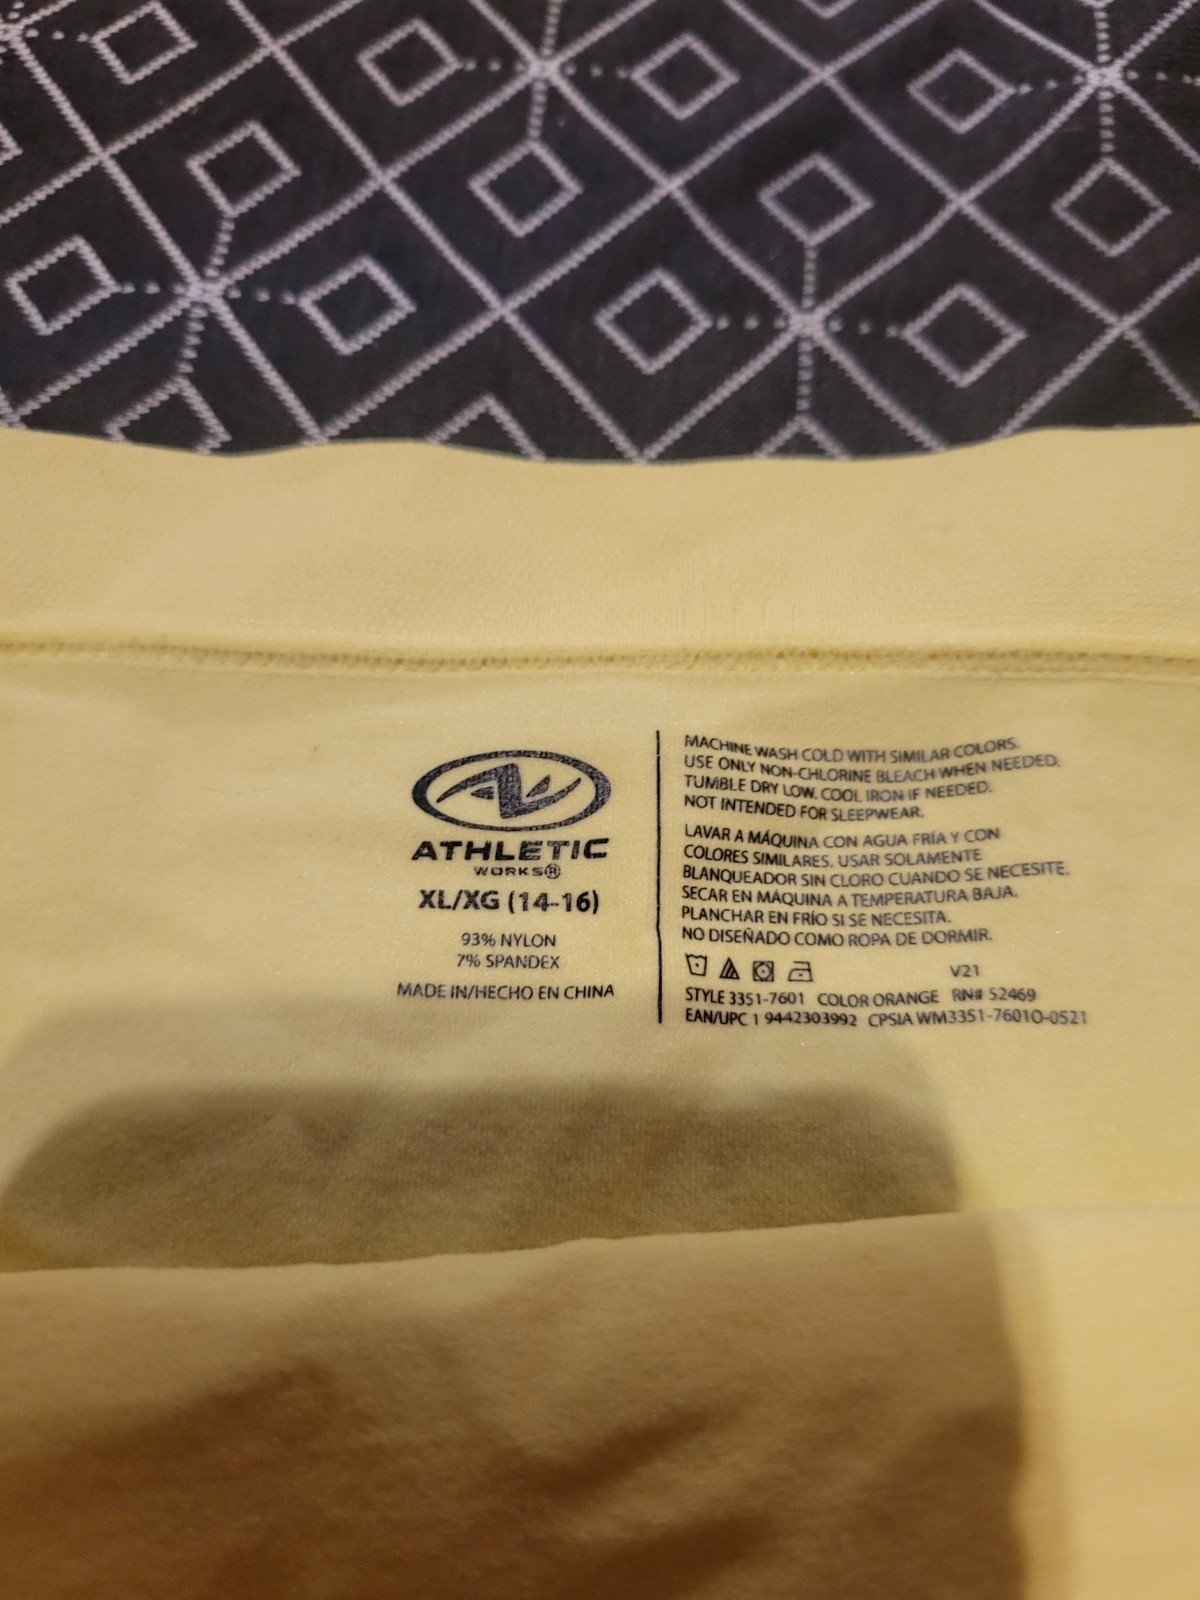 ATHLETIC
WORKS®
XL/XG (14-16)
93% NYLON
7% SPANDEX
MADE IN/HECHO EN CHINA
MACHINE WASH COLD WITH SIMILAR COLORS.
USE ONLY NON-CHLORINE BLEACH WHEN NEEDED.
TUMBLE DRY LOW. COOL IRON IF NEEDED.
NOT INTENDED FOR SLEEPWEAR.
LAVAR A MÁQUINA CON AGUA FRÍA Y CON
COLORES SIMILARES. USAR SOLAMENTE
BLANQUEADOR SIN CLORO CUANDO SE NECESITE.
SECAR EN MÁQUINA A TEMPERATURA BAJA.
PLANCHAR EN FRÍO SI SE NECESITA.
NO DISEÑADO COMO ROPA DE DORMIR.
V21
STYLE 3351-7601 COLOR ORANGE RN# 52469
EAN/UPC 1 9442303992 CPSIA WM3351-7601O-0521